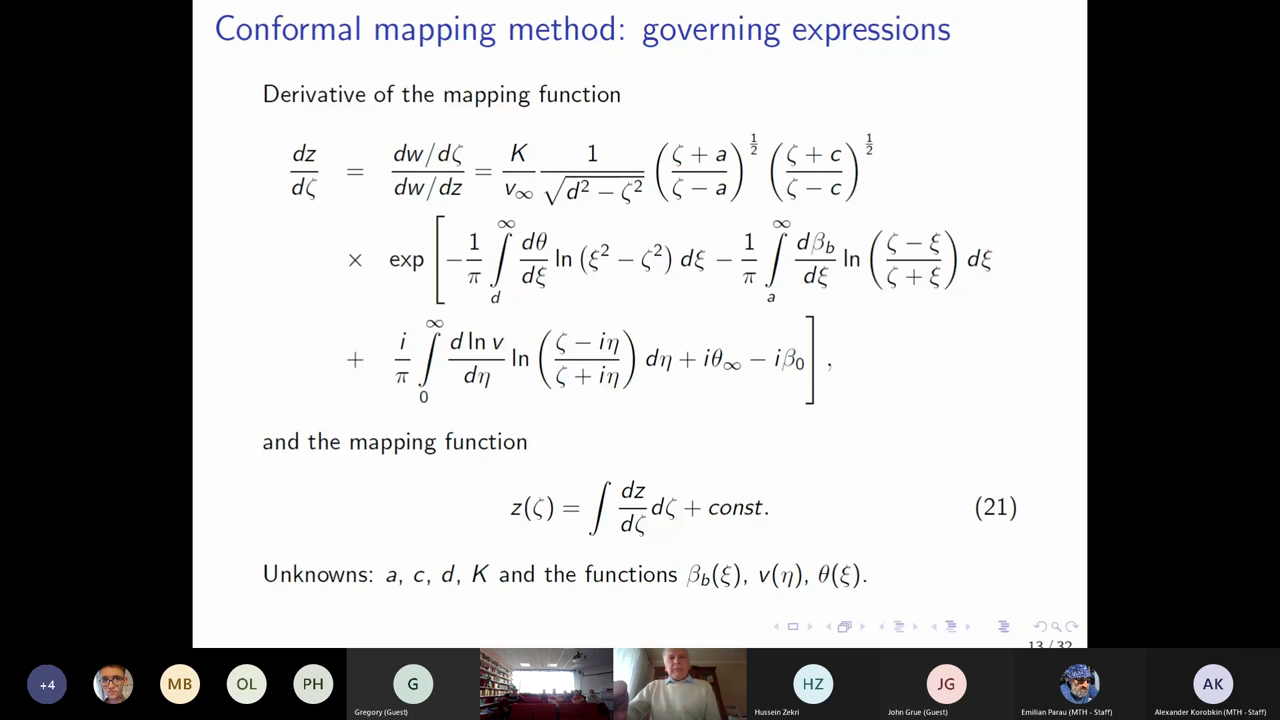 Conformal mapping method: governing expressions
Derivative of the mapping function
dz/dζ = (dw/dζ)/(dw/dz) = K/v∞ 1/√(d² − ζ²) ((ζ + a)/(ζ − a))^{1/2} ((ζ + c)/(ζ − c))^{1/2}
× exp [ −1/π ∫_d^∞ dθ/dξ ln (ξ² − ζ²) dξ − 1/π ∫_a^∞ dβ_b/dξ ln ((ζ − ξ)/(ζ + ξ)) dξ
+ i/π ∫_0^∞ d ln v/dη ln ((ζ − iη)/(ζ + iη)) dη + iθ∞ − iβ₀ ] ,
and the mapping function
z(ζ) = ∫ dz/dζ dζ + const. (21)
Unknowns: a, c, d, K and the functions β_b(ξ), v(η), θ(ξ).
13 / 32
+4 MB OL PH G HZ JG AK
Gregory (Guest) Hussein Zekri John Grue (Guest) Emilian Parau (MTH - Staff) Alexander Korobkin (MTH - Staff)